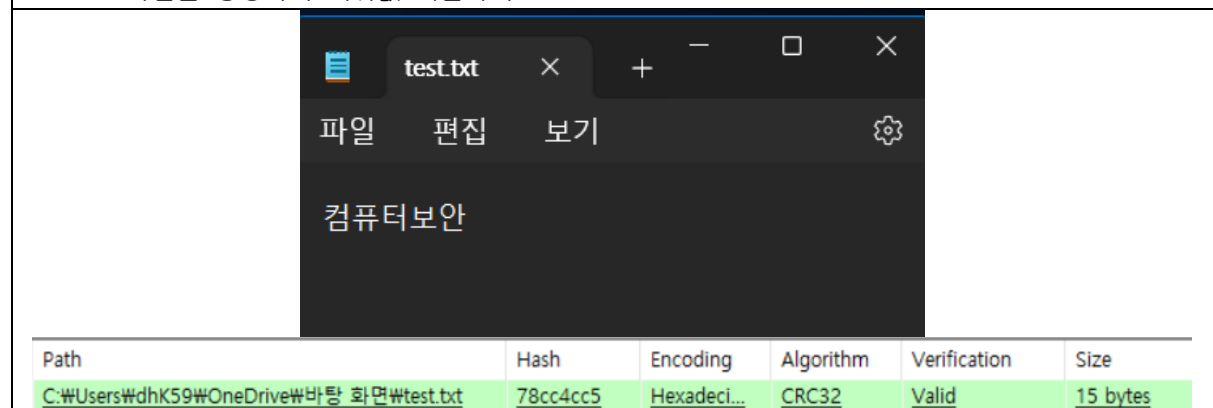 test.txt
파일 편집 보기
컴퓨터보안
Path Hash Encoding Algorithm Verification Size
C:₩Users₩dhK59₩OneDrive₩바탕 화면₩test.txt 78cc4cc5 Hexadeci... CRC32 Valid 15 bytes